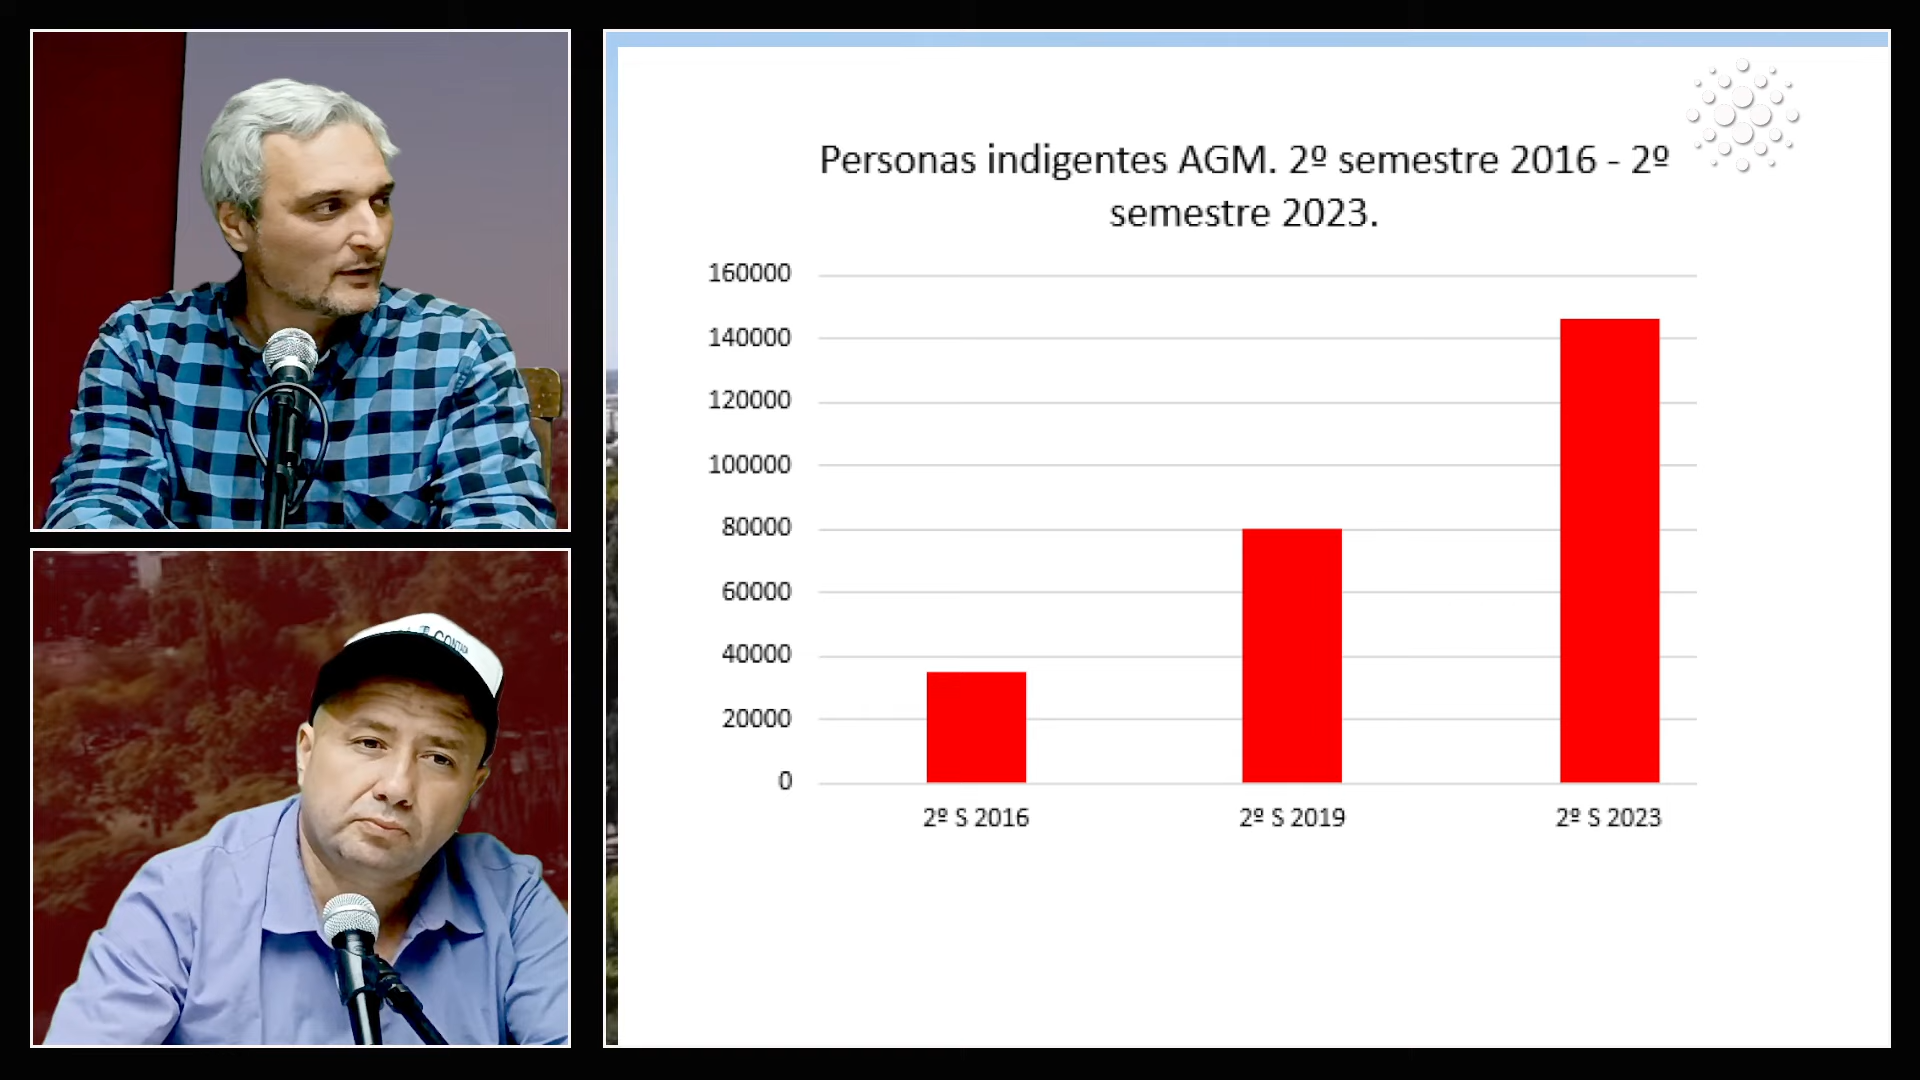 Personas indigentes AGM. 2º semestre 2016 - 2º
semestre 2023.
160000
140000
120000
100000
80000
60000
40000
20000
0
2º S 2016
2º S 2019
2º S 2023